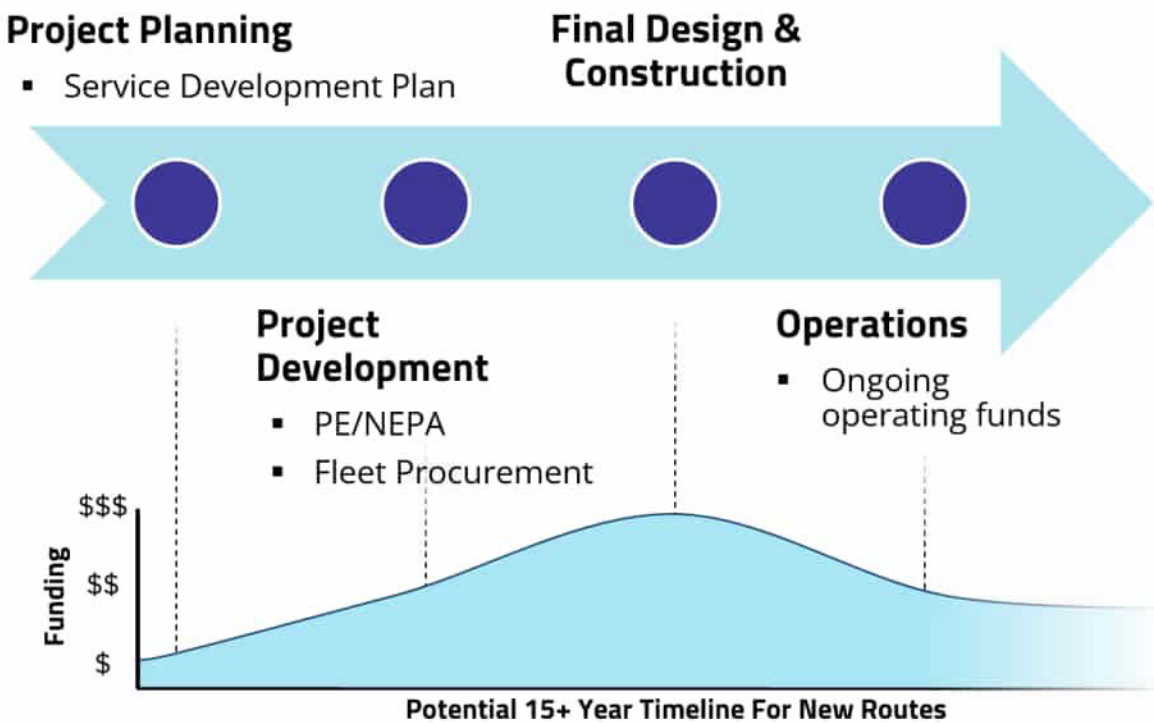 Project Planning
▪ Service Development Plan
Final Design &
Construction
Project
Development
▪ PE/NEPA
▪ Fleet Procurement
Operations
▪ Ongoing
operating funds
$$$
$$
$
Funding
Potential 15+ Year Timeline For New Routes